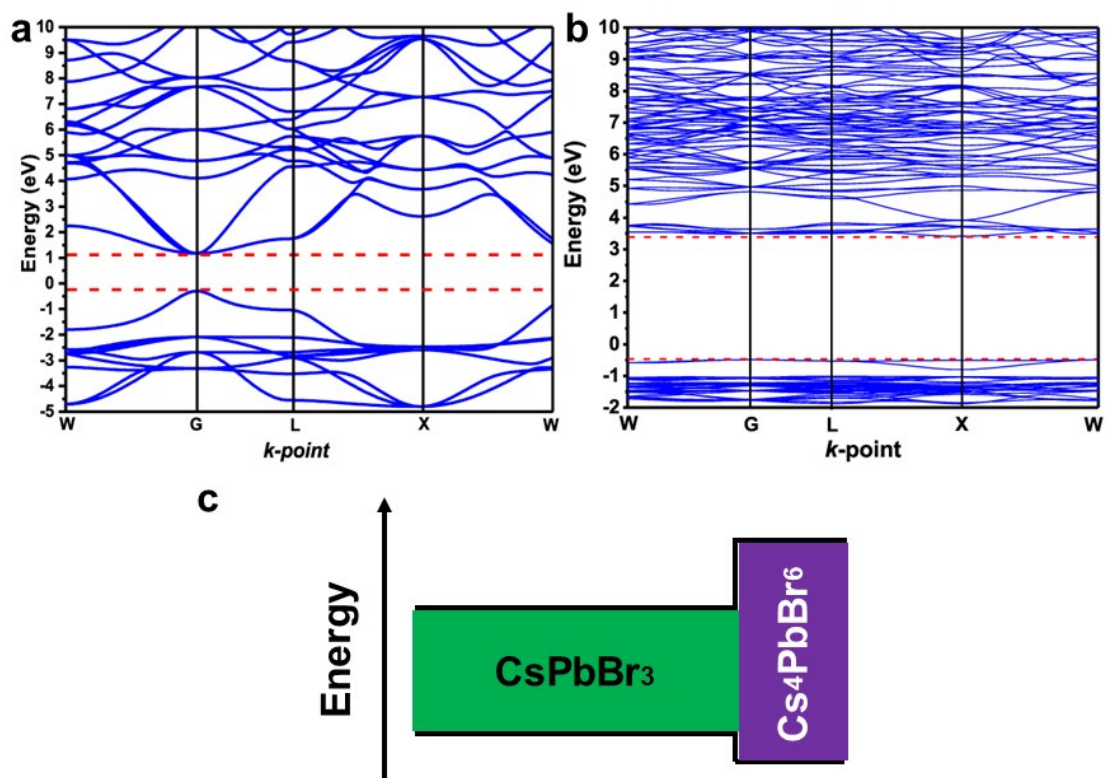 a
Energy (eV)
10
9
8
7
6
5
4
3
2
1
0
-1
-2
-3
-4
-5
W G L X W
k-point
b
Energy (eV)
10
9
8
7
6
5
4
3
2
1
0
-1
-2
W G L X W
k-point
c
Energy
CsPbBr₃
Cs⁴PbBr⁶